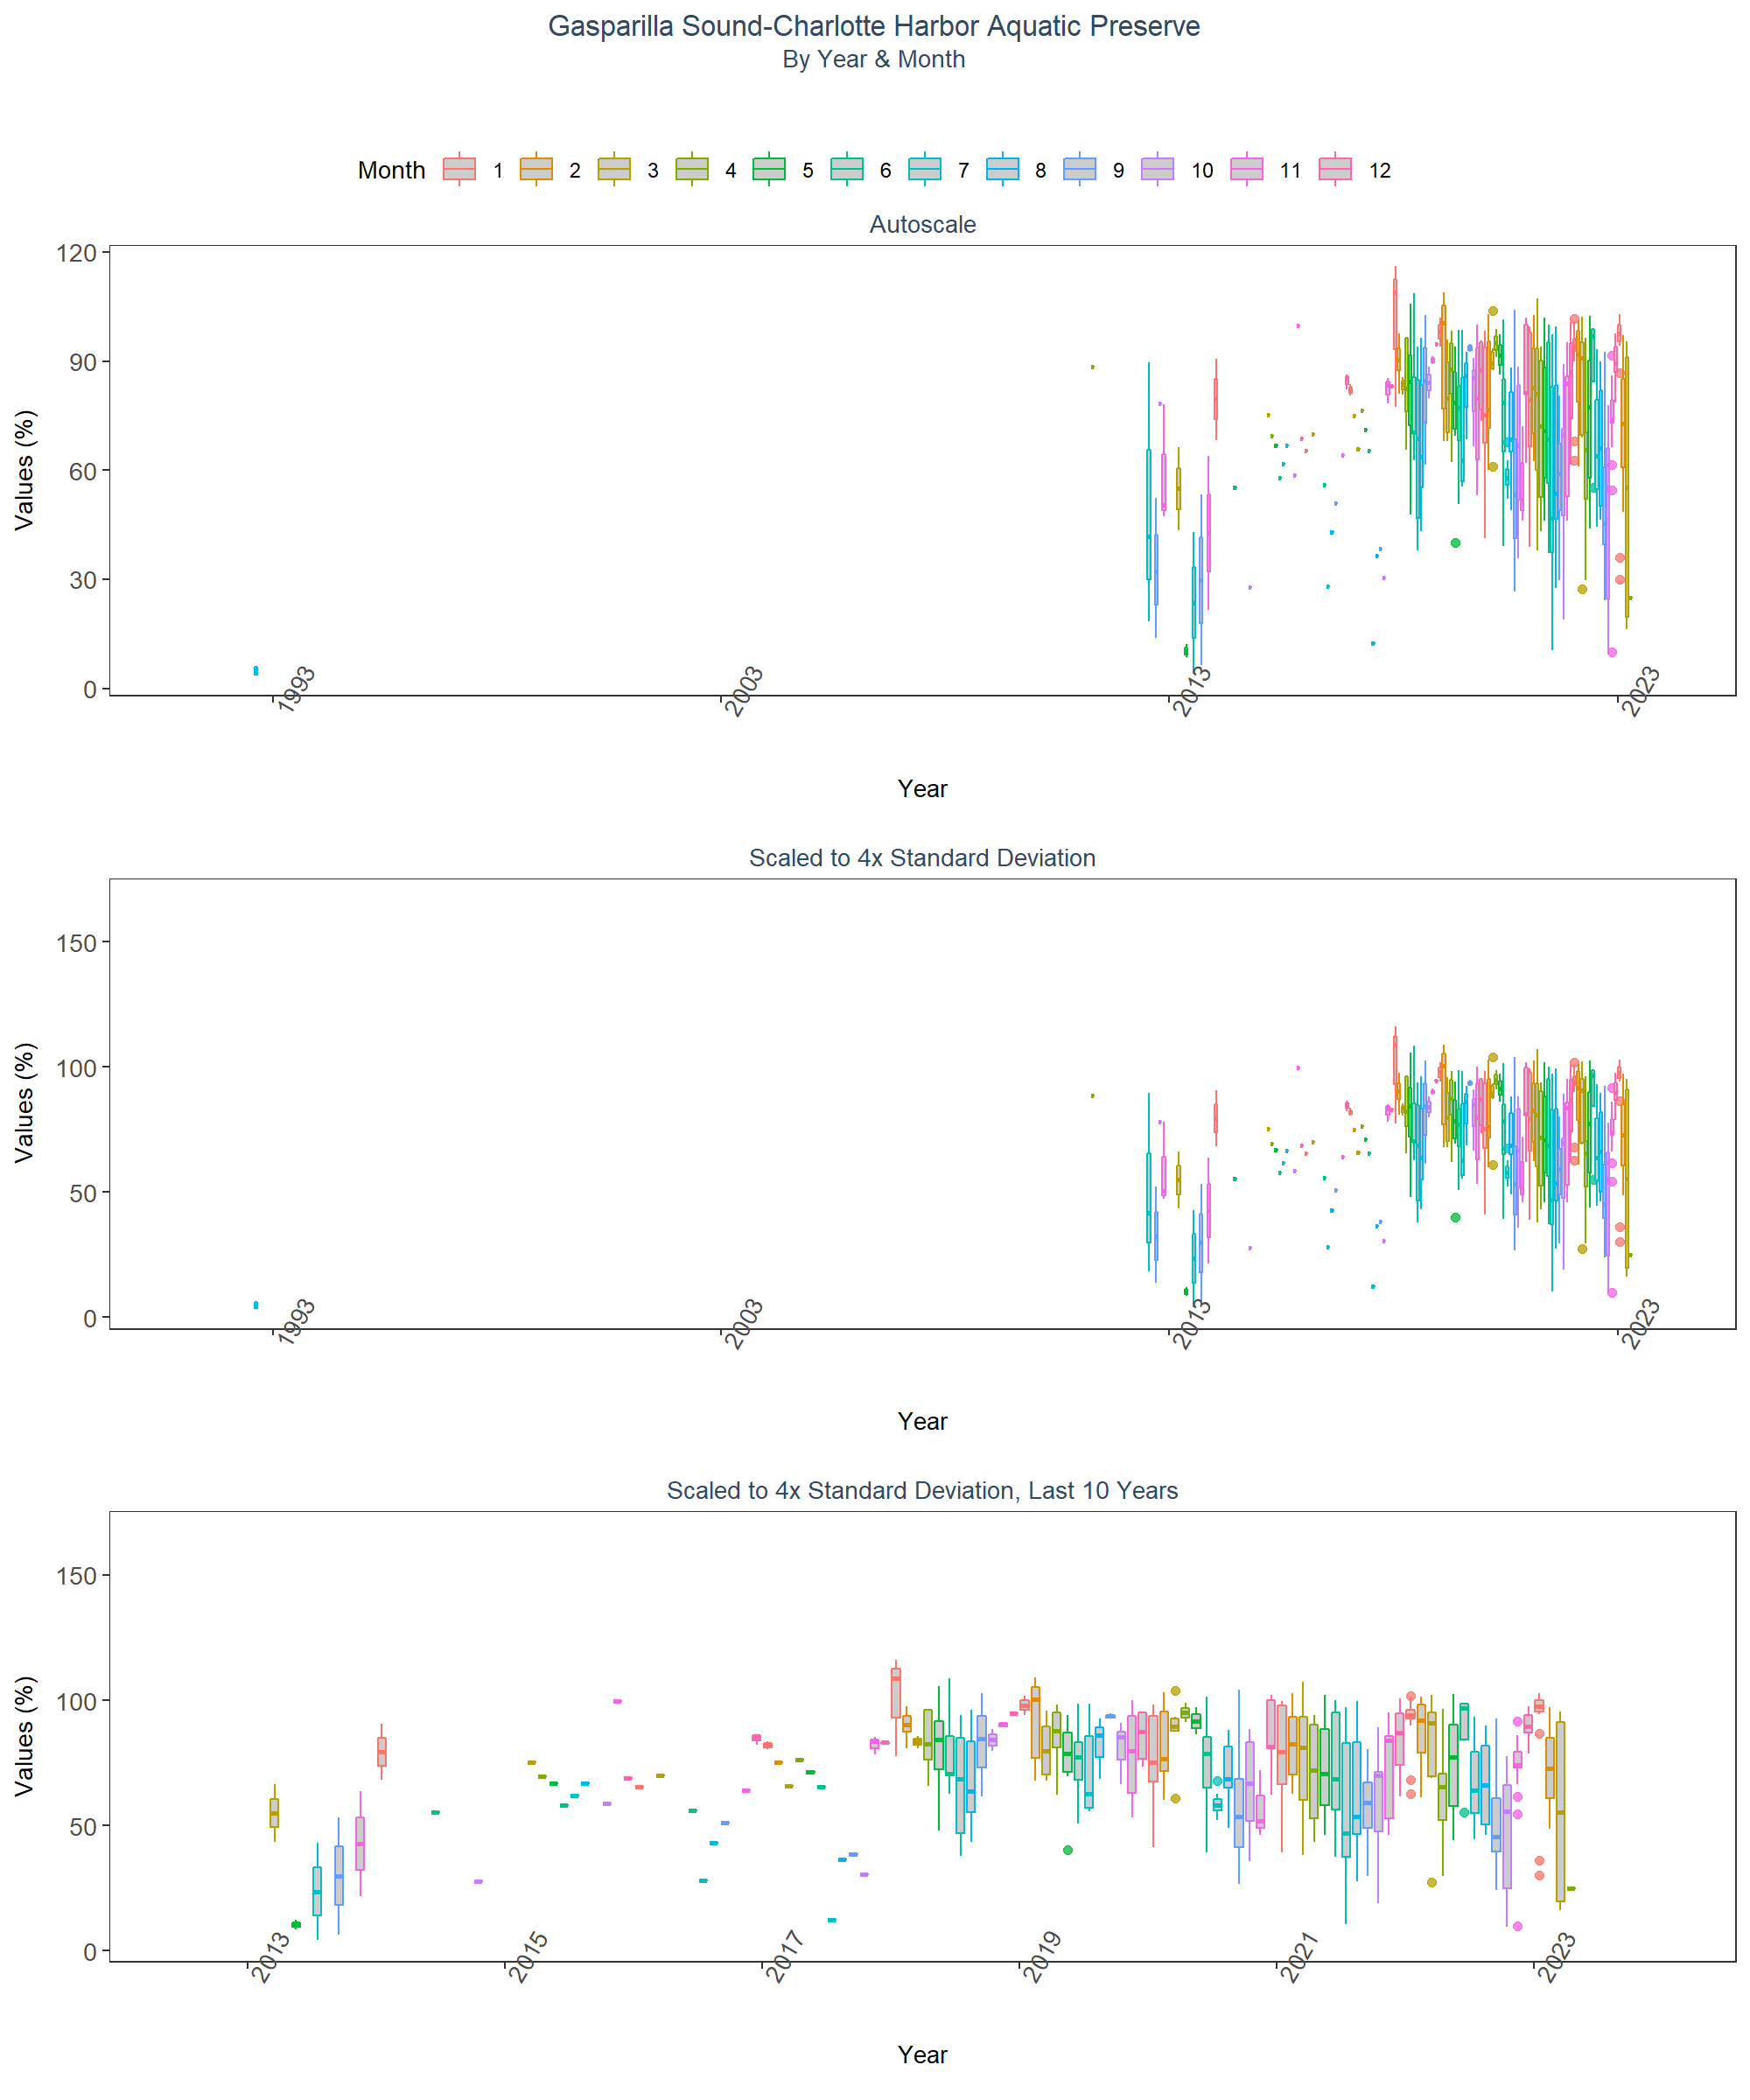 Gasparilla Sound-Charlotte Harbor Aquatic Preserve
By Year & Month
Month 1 2 3 4 5 6 7 8 9 10 11 12
Autoscale
120
90
60
30
0
Values (%)
1993 2003 2013 2023
Year
Scaled to 4x Standard Deviation
150
100
50
0
Values (%)
1993 2003 2013 2023
Year
Scaled to 4x Standard Deviation, Last 10 Years
150
100
50
0
Values (%)
2013 2015 2017 2019 2021 2023
Year